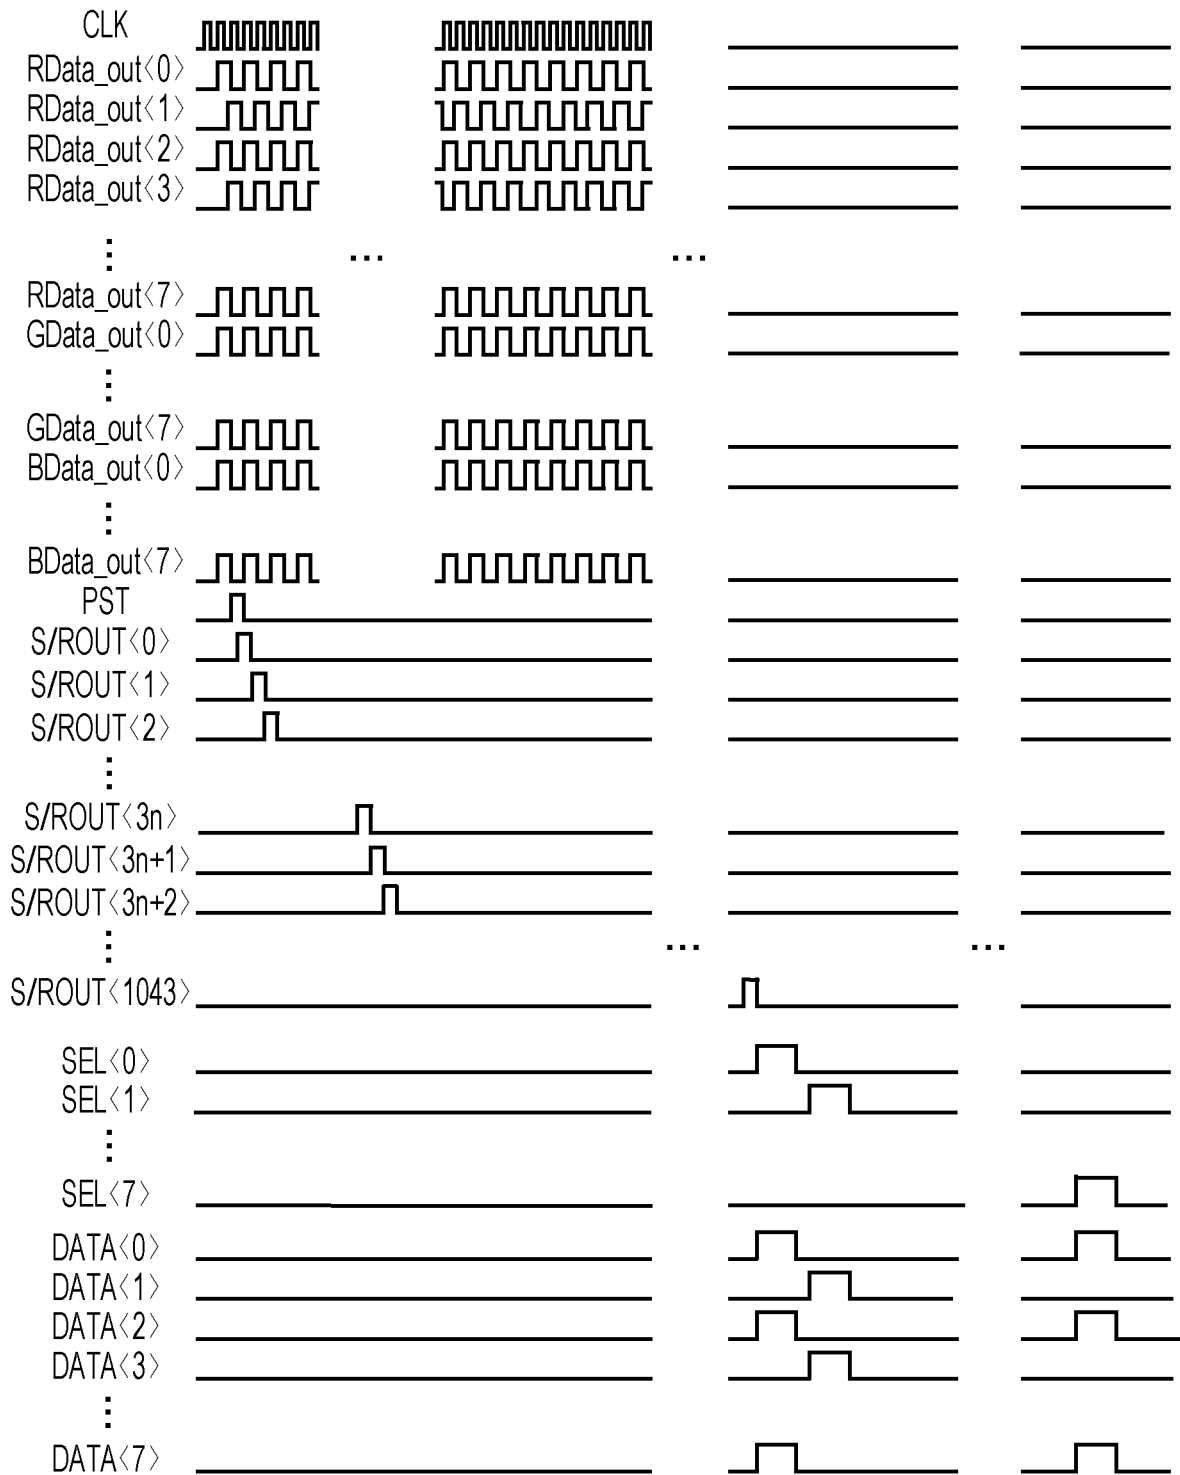 CLK
RData_out〈0〉
RData_out〈1〉
RData_out〈2〉
RData_out〈3〉
⋮
… …
RData_out〈7〉
GData_out〈0〉
⋮
GData_out〈7〉
BData_out〈0〉
⋮
BData_out〈7〉
PST
S/ROUT〈0〉
S/ROUT〈1〉
S/ROUT〈2〉
⋮
S/ROUT〈3n〉
S/ROUT〈3n+1〉
S/ROUT〈3n+2〉
⋮
… …
S/ROUT〈1043〉
SEL〈0〉
SEL〈1〉
⋮
SEL〈7〉
DATA〈0〉
DATA〈1〉
DATA〈2〉
DATA〈3〉
⋮
DATA〈7〉